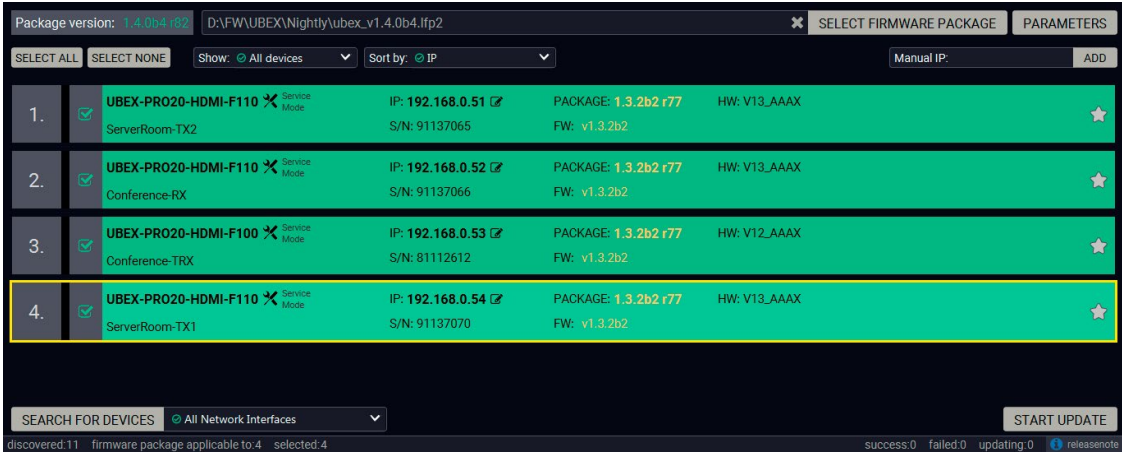 Package version: 1.4.0b4 r82 D:\FW\UBEX\Nightly\ubex_v1.4.0b4.lfp2 SELECT FIRMWARE PACKAGE PARAMETERS
SELECT ALL SELECT NONE Show: All devices Sort by: IP Manual IP: ADD
1. UBEX-PRO20-HDMI-F110 Service Mode IP: 192.168.0.51 PACKAGE: 1.3.2b2 r77 HW: V13_AAAX
ServerRoom-TX2 S/N: 91137065 FW: v1.3.2b2
2. UBEX-PRO20-HDMI-F110 Service Mode IP: 192.168.0.52 PACKAGE: 1.3.2b2 r77 HW: V13_AAAX
Conference-RX S/N: 91137066 FW: v1.3.2b2
3. UBEX-PRO20-HDMI-F100 Service Mode IP: 192.168.0.53 PACKAGE: 1.3.2b2 r77 HW: V12_AAAX
Conference-TRX S/N: 81112612 FW: v1.3.2b2
4. UBEX-PRO20-HDMI-F110 Service Mode IP: 192.168.0.54 PACKAGE: 1.3.2b2 r77 HW: V13_AAAX
ServerRoom-TX1 S/N: 91137070 FW: v1.3.2b2
SEARCH FOR DEVICES All Network Interfaces START UPDATE
discovered:11 firmware package applicable to:4 selected:4 success:0 failed:0 updating:0 releasenote